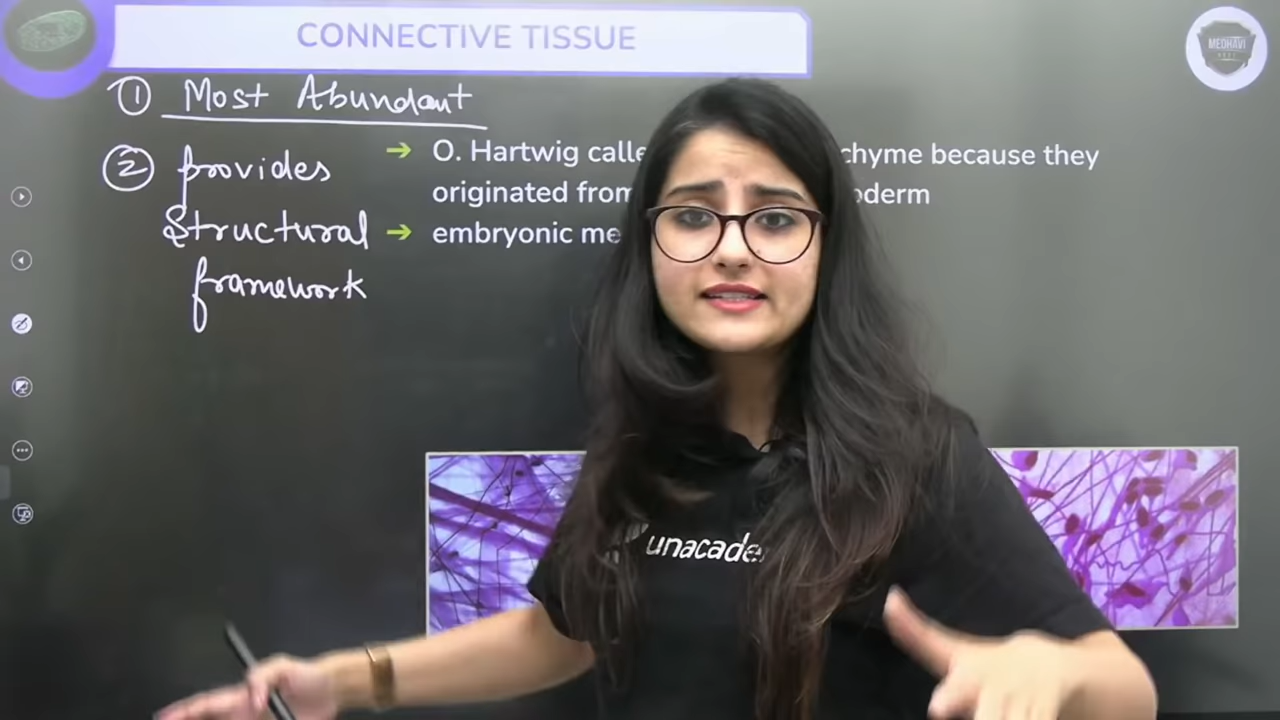 CONNECTIVE TISSUE
MEDHAVI
① Most Abundant
② provides
Structural
framework
→ O. Hartwig calle chyme because they
originated from oderm
→ embryonic me
unacade